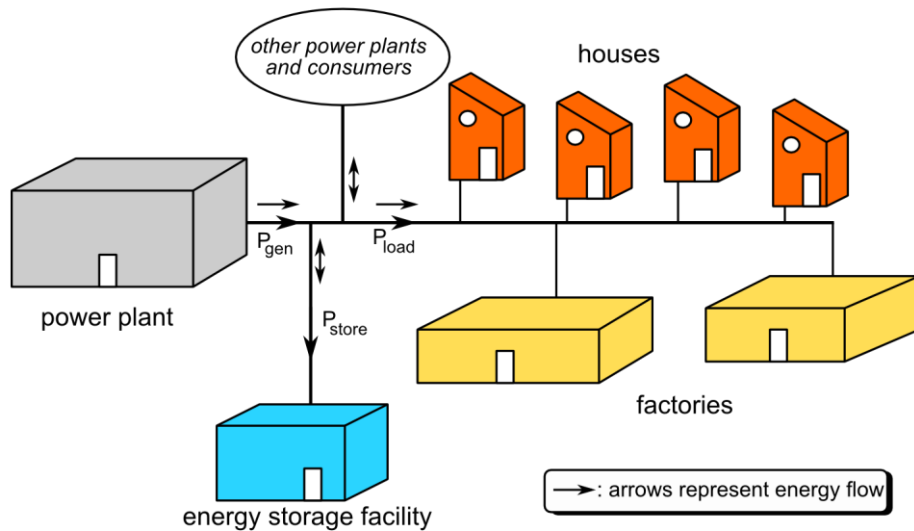 other power plants
and consumers
houses
P_gen
P_load
power plant
P_store
factories
energy storage facility
: arrows represent energy flow